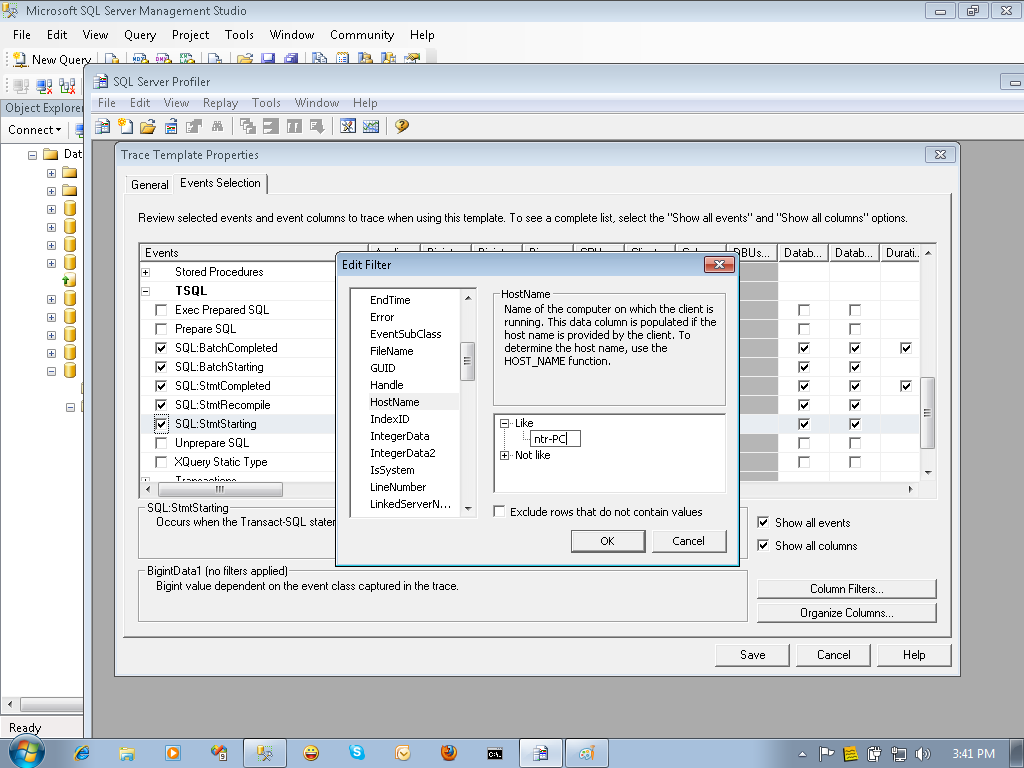 Microsoft SQL Server Management Studio
File Edit View Query Project Tools Window Community Help
New Query
Object Explorer
Connect
SQL Server Profiler
File Edit View Replay Tools Window Help
Trace Template Properties
General Events Selection
Review selected events and event columns to trace when using this template. To see a complete list, select the "Show all events" and "Show all columns" options.
Events DBUS... Datab... Datab... Durati...
Stored Procedures
TSQL
Exec Prepared SQL
Prepare SQL
SQL:BatchCompleted
SQL:BatchStarting
SQL:StmtCompleted
SQL:StmtRecompile
SQL:StmtStarting
Unprepare SQL
XQuery Static Type
Transactions
Edit Filter
EndTime
Error
EventSubClass
FileName
GUID
Handle
HostName
IndexID
IntegerData
IntegerData2
IsSystem
LineNumber
LinkedServerN...
HostName
Name of the computer on which the client is
running. This data column is populated if the
host name is provided by the client. To
determine the host name, use the
HOST_NAME function.
Like
ntr-PC
Not like
Exclude rows that do not contain values
OK Cancel
SQL:StmtStarting
Occurs when the Transact-SQL stater
BigintData1 (no filters applied)
Bigint value dependent on the event class captured in the trace.
Show all events
Show all columns
Column Filters...
Organize Columns...
Save Cancel Help
Ready
3:41 PM